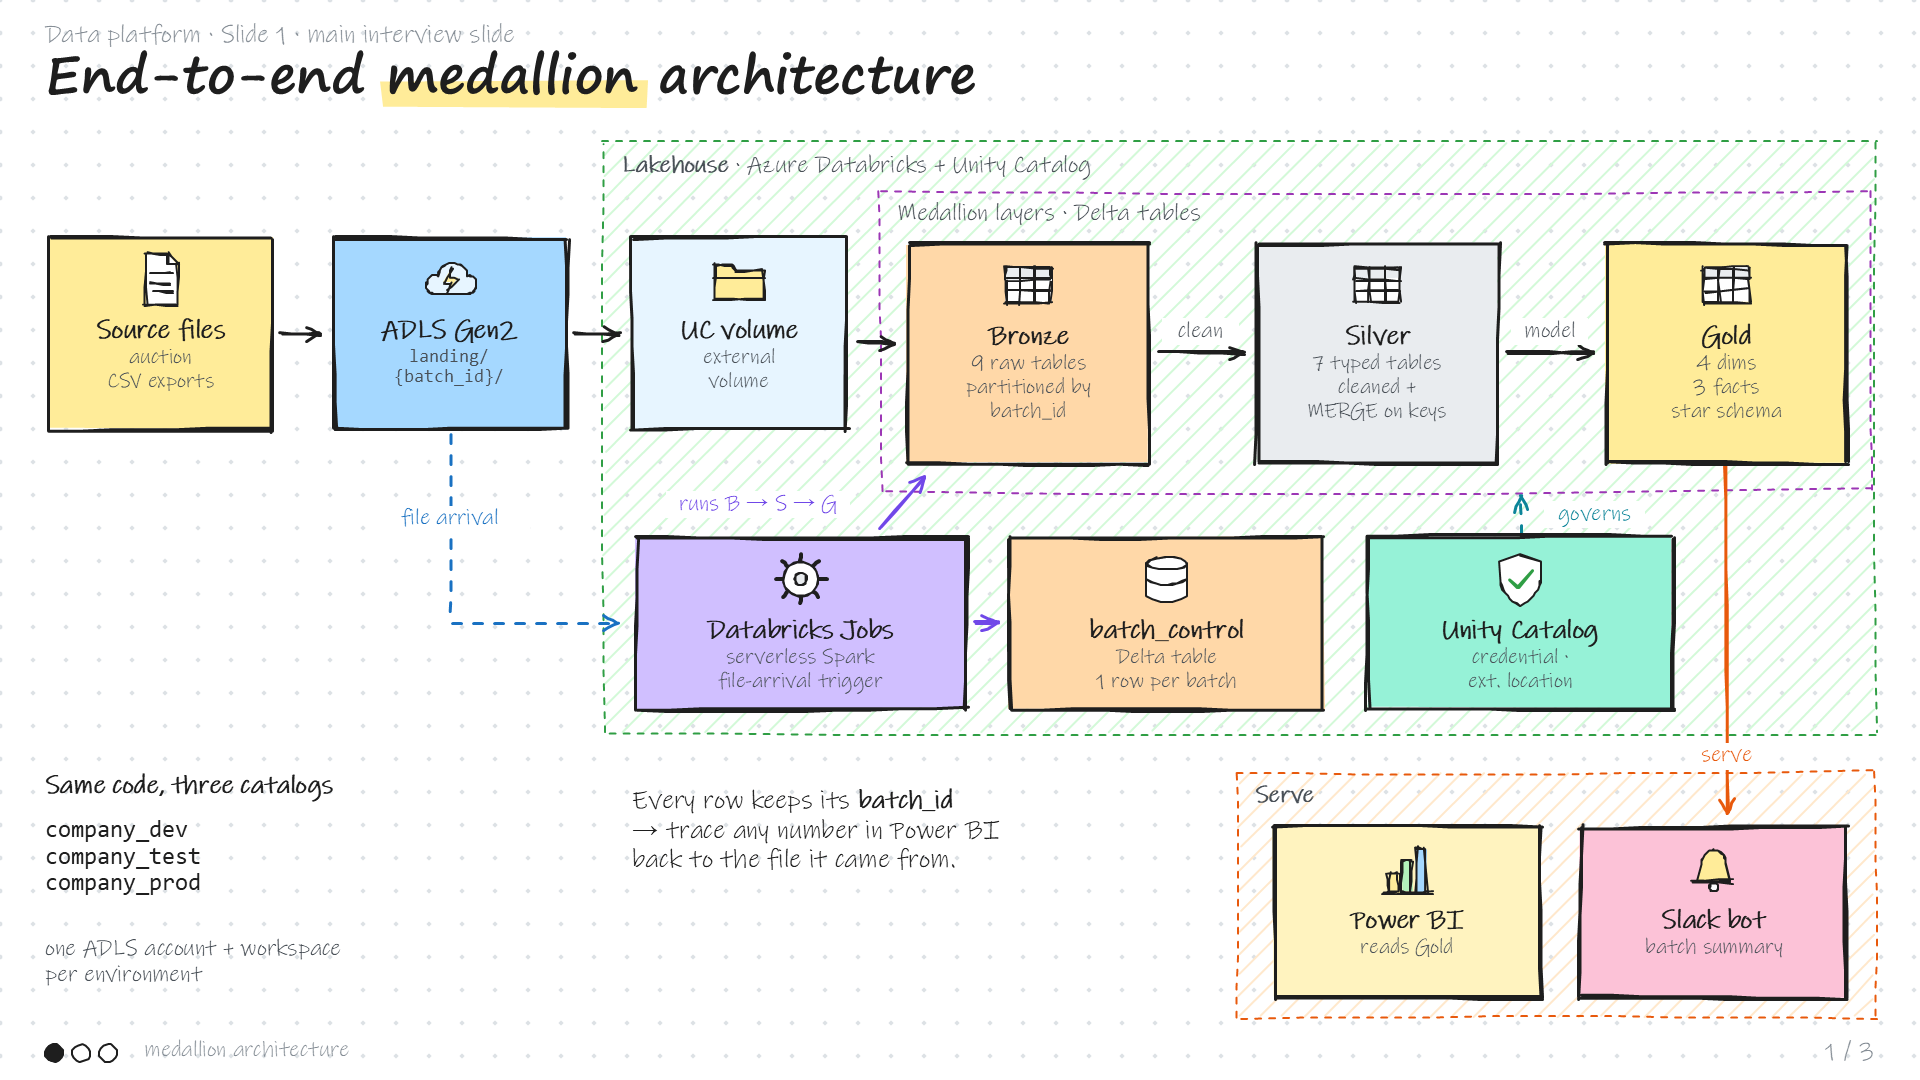 Data platform · Slide 1 · main interview slide
End-to-end medallion architecture
Lakehouse · Azure Databricks + Unity Catalog
Medallion layers · Delta tables
Source files
auction
CSV exports
ADLS Gen2
landing/
{batch_id}/
UC volume
external
volume
Bronze
9 raw tables
partitioned by
batch_id
clean
Silver
7 typed tables
cleaned +
MERGE on keys
model
Gold
4 dims
3 facts
star schema
file arrival
runs B → S → G
governs
Databricks Jobs
serverless Spark
file-arrival trigger
batch_control
Delta table
1 row per batch
Unity Catalog
credential ·
ext. location
serve
Same code, three catalogs
company_dev
company_test
company_prod
one ADLS account + workspace
per environment
Every row keeps its batch_id
→ trace any number in Power BI
back to the file it came from.
Serve
Power BI
reads Gold
Slack bot
batch summary
medallion architecture
1 / 3